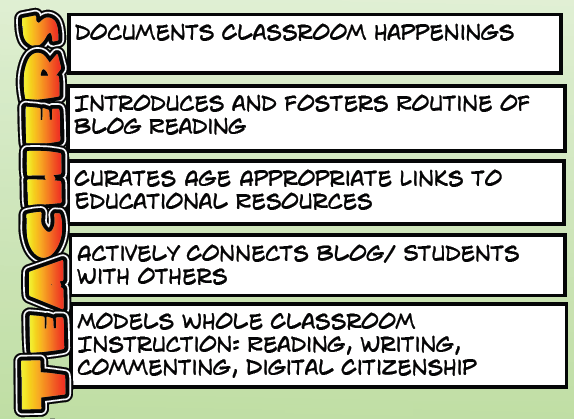 TEACHERS
DOCUMENTS CLASSROOM HAPPENINGS
INTRODUCES AND FOSTERS ROUTINE OF
BLOG READING
CURATES AGE APPROPRIATE LINKS TO
EDUCATIONAL RESOURCES
ACTIVELY CONNECTS BLOG/ STUDENTS
WITH OTHERS
MODELS WHOLE CLASSROOM
INSTRUCTION: READING, WRITING,
COMMENTING, DIGITAL CITIZENSHIP